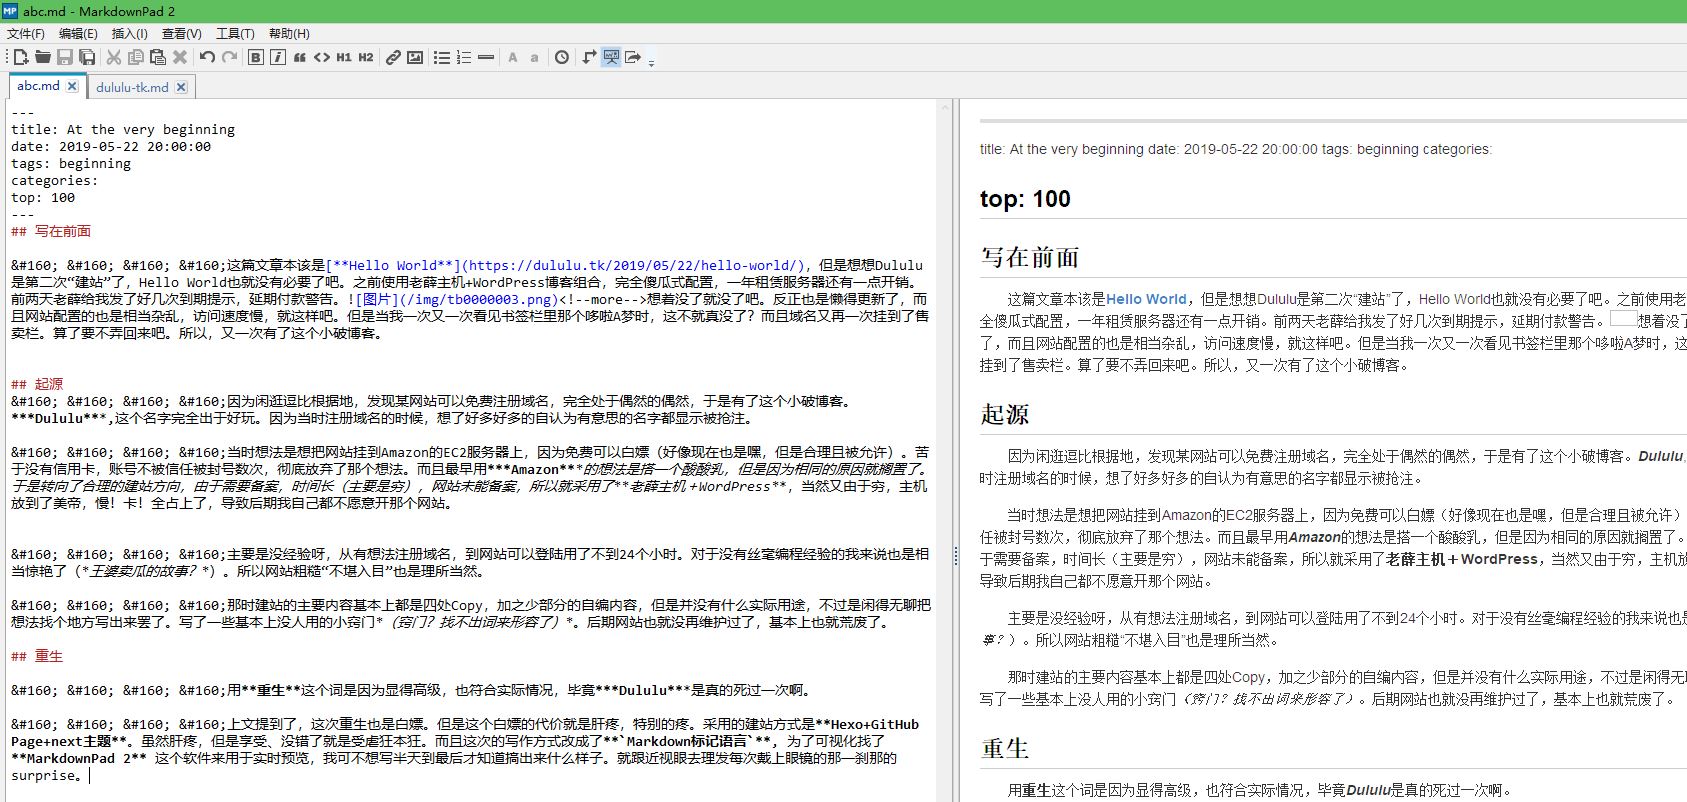 abc.md - MarkdownPad 2
文件(F) 编辑(E) 插入(I) 查看(V) 工具(T) 帮助(H)
B I “ <> H1 H2 A a
abc.md dululu-tk.md
---
title: At the very beginning
date: 2019-05-22 20:00:00
tags: beginning
categories:
top: 100
---
## 写在前面
&#160; &#160; &#160; &#160;这篇文章本该是[**Hello World**](https://dululu.tk/2019/05/22/hello-world/)，但是想想Dululu
是第二次“建站”了，Hello World也就没有必要了吧。之前使用老薛主机+WordPress博客组合，完全傻瓜式配置，一年租赁服务器还有一点开销。
前两天老薛给我发了好几次到期提示，延期付款警告。![图片](/img/tb0000003.png)<!--more-->想着没了就没了吧。反正也是懒得更新了，而
且网站配置的也是相当杂乱，访问速度慢，就这样吧。但是当我一次又一次看见书签栏里那个哆啦A梦时，这不就真没了？而且域名又再一次挂到了售
卖栏。算了要不弄回来吧。所以，又一次有了这个小破博客。
## 起源
&#160; &#160; &#160; &#160;因为闲逛逗比根据地，发现某网站可以免费注册域名，完全处于偶然的偶然，于是有了这个小破博客。
***Dululu***,这个名字完全出于好玩。因为当时注册域名的时候，想了好多好多的自认为有意思的名字都显示被抢注。
&#160; &#160; &#160; &#160;当时想法是想把网站挂到Amazon的EC2服务器上，因为免费可以白嫖（好像现在也是嘿，但是合理且被允许）。苦
于没有信用卡，账号不被信任被封号数次，彻底放弃了那个想法。而且最早用***Amazon***的想法是搭一个酸酸乳，但是因为相同的原因就搁置了。
于是转向了合理的建站方向，由于需要备案，时间长（主要是穷），网站未能备案，所以就采用了**老薛主机＋WordPress**，当然又由于穷，主机
放到了美帝，慢！卡！全占上了，导致后期我自己都不愿意开那个网站。
&#160; &#160; &#160; &#160;主要是没经验呀，从有想法注册域名，到网站可以登陆用了不到24个小时。对于没有丝毫编程经验的我来说也是相
当惊艳了（*王婆卖瓜的故事？*）。所以网站粗糙“不堪入目”也是理所当然。
&#160; &#160; &#160; &#160;那时建站的主要内容基本上都是四处Copy，加之少部分的自编内容，但是并没有什么实际用途，不过是闲得无聊把
想法找个地方写出来罢了。写了一些基本上没人用的小窍门*（窍门？找不出词来形容了）*。后期网站也就没再维护过了，基本上也就荒废了。
## 重生
&#160; &#160; &#160; &#160;用**重生**这个词是因为显得高级，也符合实际情况，毕竟***Dululu***是真的死过一次啊。
&#160; &#160; &#160; &#160;上文提到了，这次重生也是白嫖。但是这个白嫖的代价就是肝疼，特别的疼。采用的建站方式是**Hexo+GitHub
Page+next主题**。虽然肝疼，但是享受、没错了就是受虐狂本狂。而且这次的写作方式改成了**`Markdown标记语言`**, 为了可视化找了
**MarkdownPad 2** 这个软件来用于实时预览，我可不想写半天到最后才知道搞出来什么样子。就跟近视眼去理发每次戴上眼镜的那一刹那的
surprise。
title: At the very beginning date: 2019-05-22 20:00:00 tags: beginning categories:
top: 100
写在前面
这篇文章本该是Hello World，但是想想Dululu是第二次“建站”了，Hello World也就没有必要了吧。之前使用老
全傻瓜式配置，一年租赁服务器还有一点开销。前两天老薛给我发了好几次到期提示，延期付款警告。想着没了
了，而且网站配置的也是相当杂乱，访问速度慢，就这样吧。但是当我一次又一次看见书签栏里那个哆啦A梦时，这
挂到了售卖栏。算了要不弄回来吧。所以，又一次有了这个小破博客。
起源
因为闲逛逗比根据地，发现某网站可以免费注册域名，完全处于偶然的偶然，于是有了这个小破博客。Dululu,
时注册域名的时候，想了好多好多的自认为有意思的名字都显示被抢注。
当时想法是想把网站挂到Amazon的EC2服务器上，因为免费可以白嫖（好像现在也是嘿，但是合理且被允许）
任被封号数次，彻底放弃了那个想法。而且最早用Amazon的想法是搭一个酸酸乳，但是因为相同的原因就搁置了。
于需要备案，时间长（主要是穷），网站未能备案，所以就采用了老薛主机＋WordPress，当然又由于穷，主机放
导致后期我自己都不愿意开那个网站。
主要是没经验呀，从有想法注册域名，到网站可以登陆用了不到24个小时。对于没有丝毫编程经验的我来说也是
事？）。所以网站粗糙“不堪入目”也是理所当然。
那时建站的主要内容基本上都是四处Copy，加之少部分的自编内容，但是并没有什么实际用途，不过是闲得无
写了一些基本上没人用的小窍门（窍门？找不出词来形容了）。后期网站也就没再维护过了，基本上也就荒废了。
重生
用重生这个词是因为显得高级，也符合实际情况，毕竟Dululu是真的死过一次啊。